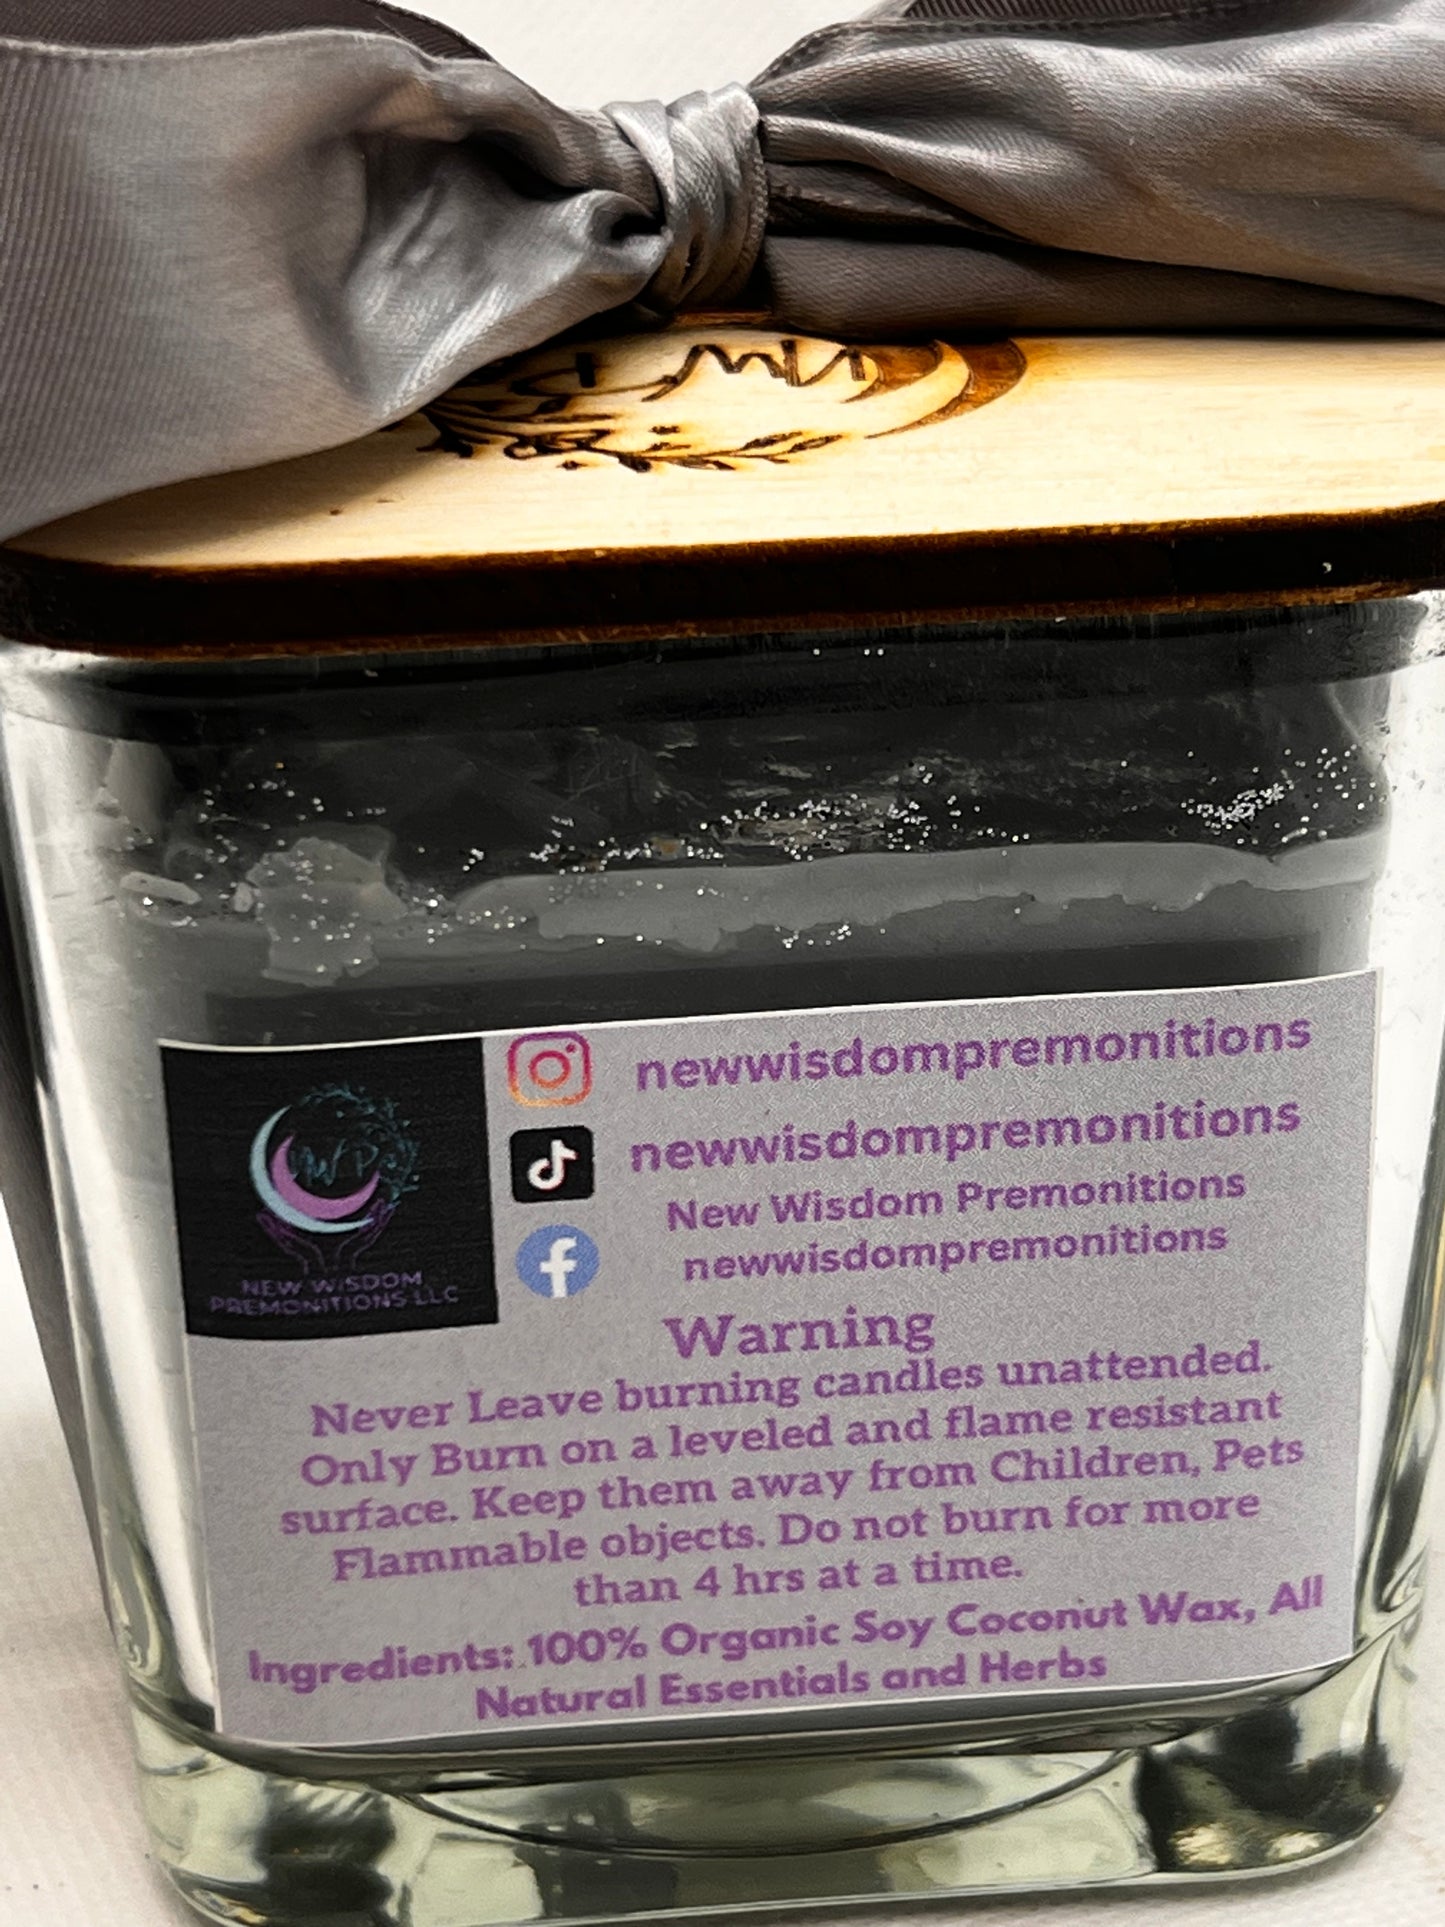 NWP
newwisdompremonitions
newwisdompremonitions
New Wisdom Premonitions
newwisdompremonitions
WP
NEW WISDOM
PREMONITIONS LLC
Warning
Never Leave burning candles unattended.
Only Burn on a leveled and flame resistant
surface. Keep them away from Children, Pets
Flammable objects. Do not burn for more
than 4 hrs at a time.
Ingredients: 100% Organic Soy Coconut Wax, All
Natural Essentials and Herbs